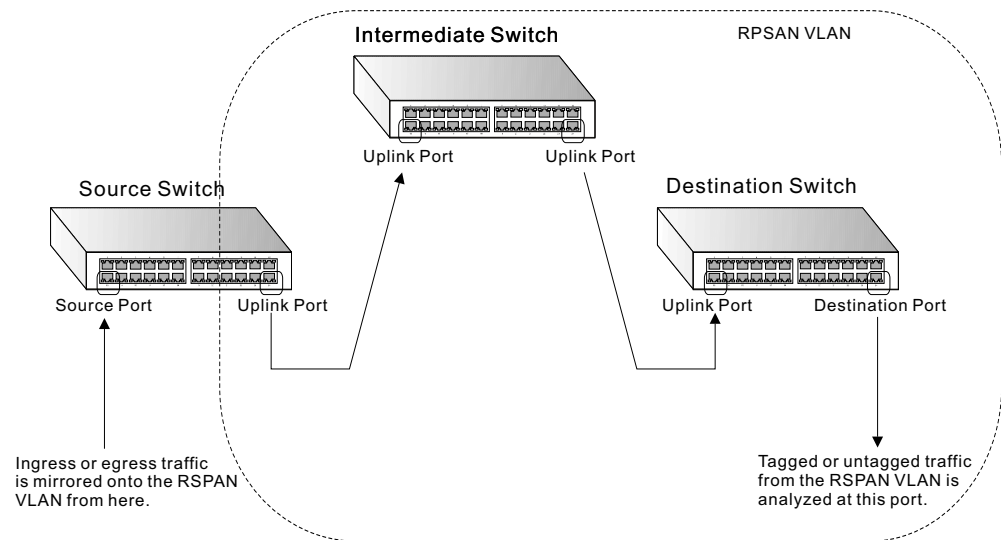 Intermediate Switch
RPSAN VLAN
Uplink Port
Uplink Port
Source Switch
Destination Switch
Source Port
Uplink Port
Uplink Port
Destination Port
Ingress or egress traffic
is mirrored onto the RSPAN
VLAN from here.
Tagged or untagged traffic
from the RSPAN VLAN is
analyzed at this port.